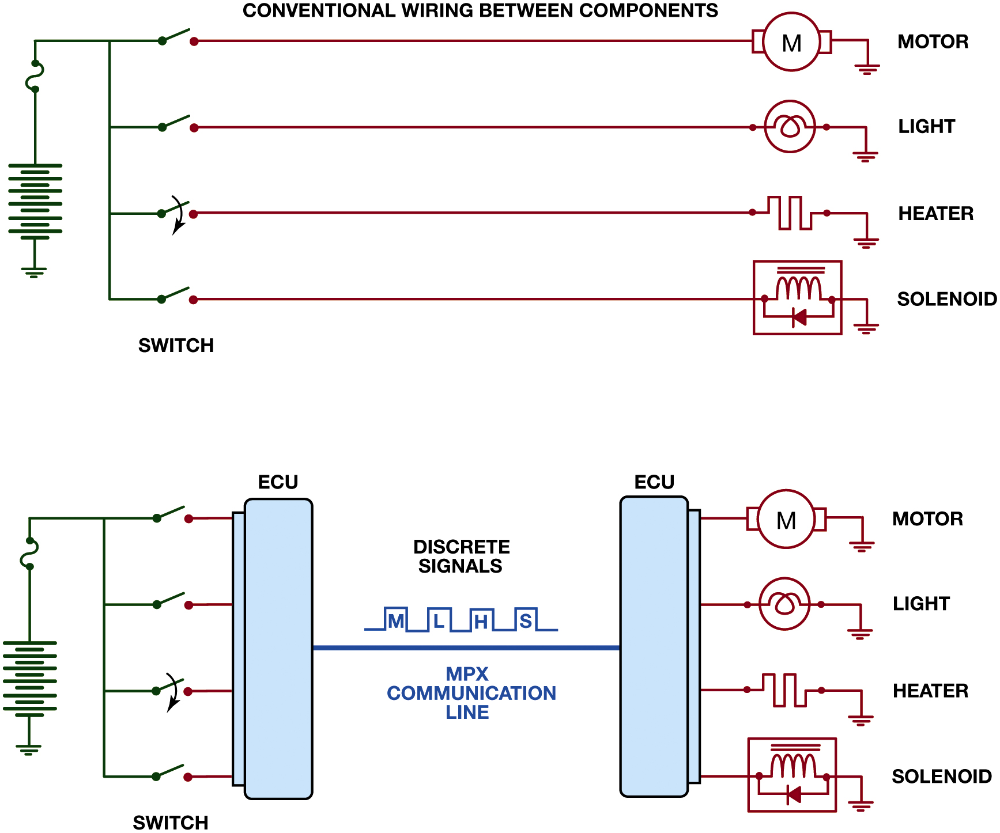 CONVENTIONAL WIRING BETWEEN COMPONENTS
M
MOTOR
LIGHT
HEATER
SOLENOID
SWITCH
ECU
ECU
M
MOTOR
DISCRETE
SIGNALS
LIGHT
M L H S
MPX
COMMUNICATION
LINE
HEATER
SOLENOID
SWITCH